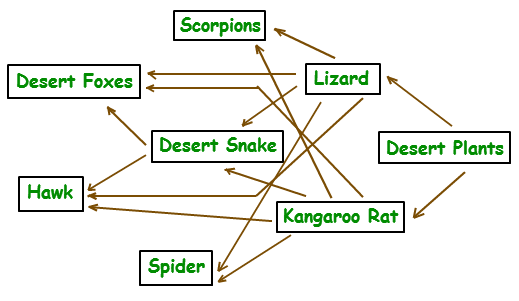 Scorpions
Desert Foxes
Lizard
Desert Snake
Desert Plants
Hawk
Kangaroo Rat
Spider